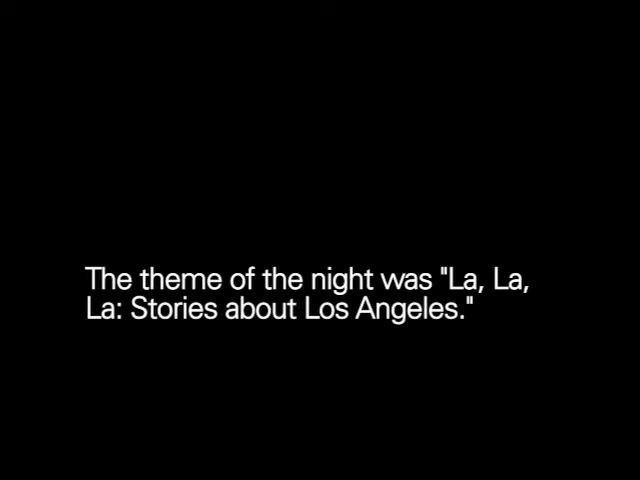 The theme of the night was "La, La,
La: Stories about Los Angeles."